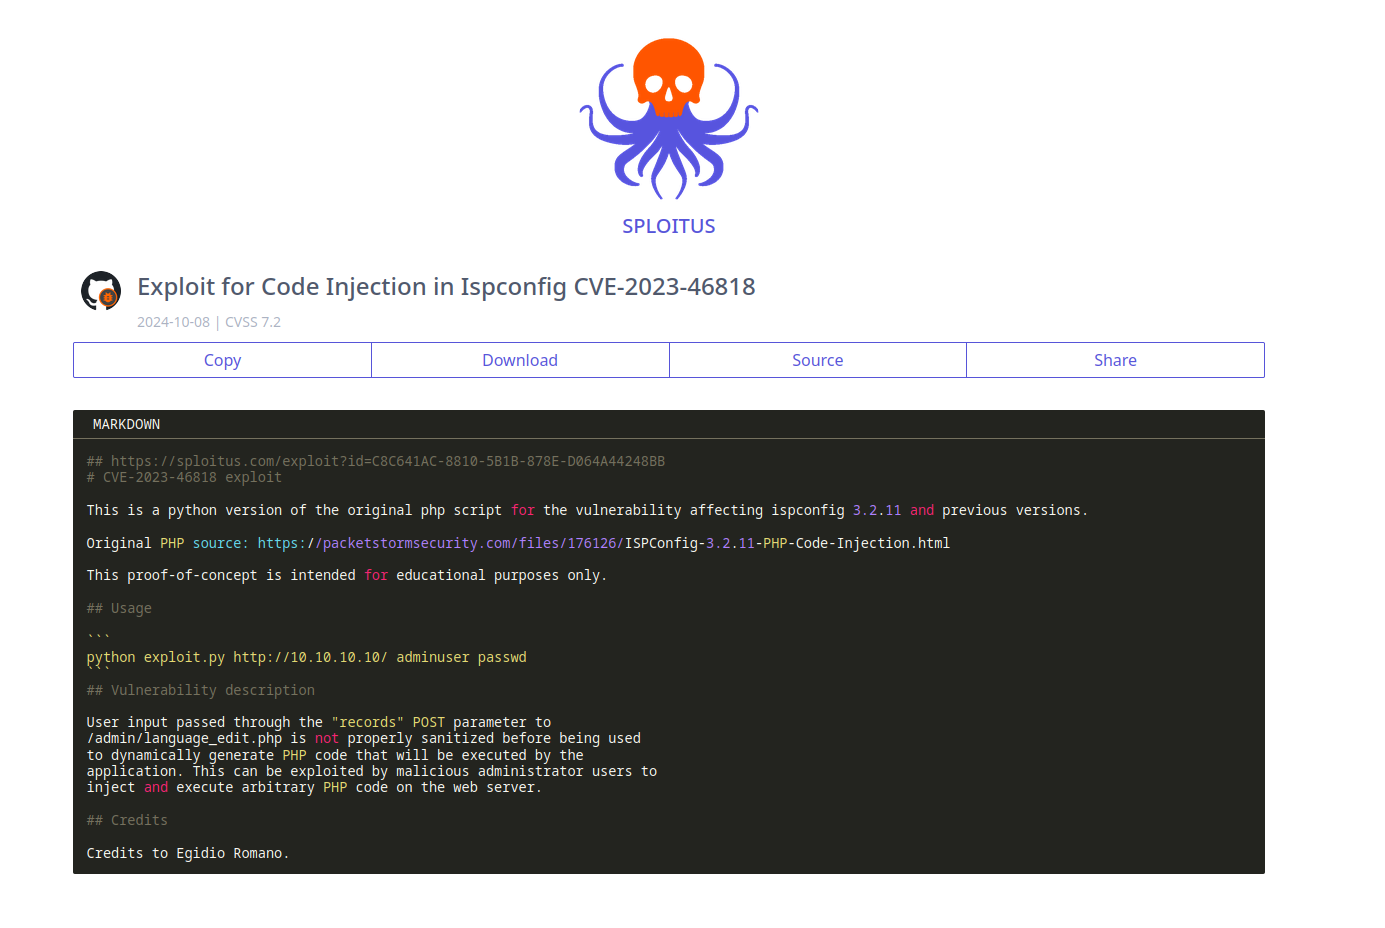 SPLOITUS
Exploit for Code Injection in Ispconfig CVE-2023-46818
2024-10-08 | CVSS 7.2
Copy Download Source Share
MARKDOWN
## https://sploitus.com/exploit?id=C8C641AC-8810-5B1B-878E-D064A44248BB
# CVE-2023-46818 exploit
This is a python version of the original php script for the vulnerability affecting ispconfig 3.2.11 and previous versions.
Original PHP source: https://packetstormsecurity.com/files/176126/ISPConfig-3.2.11-PHP-Code-Injection.html
This proof-of-concept is intended for educational purposes only.
## Usage
```
python exploit.py http://10.10.10.10/ adminuser passwd
```
## Vulnerability description
User input passed through the "records" POST parameter to
/admin/language_edit.php is not properly sanitized before being used
to dynamically generate PHP code that will be executed by the
application. This can be exploited by malicious administrator users to
inject and execute arbitrary PHP code on the web server.
## Credits
Credits to Egidio Romano.